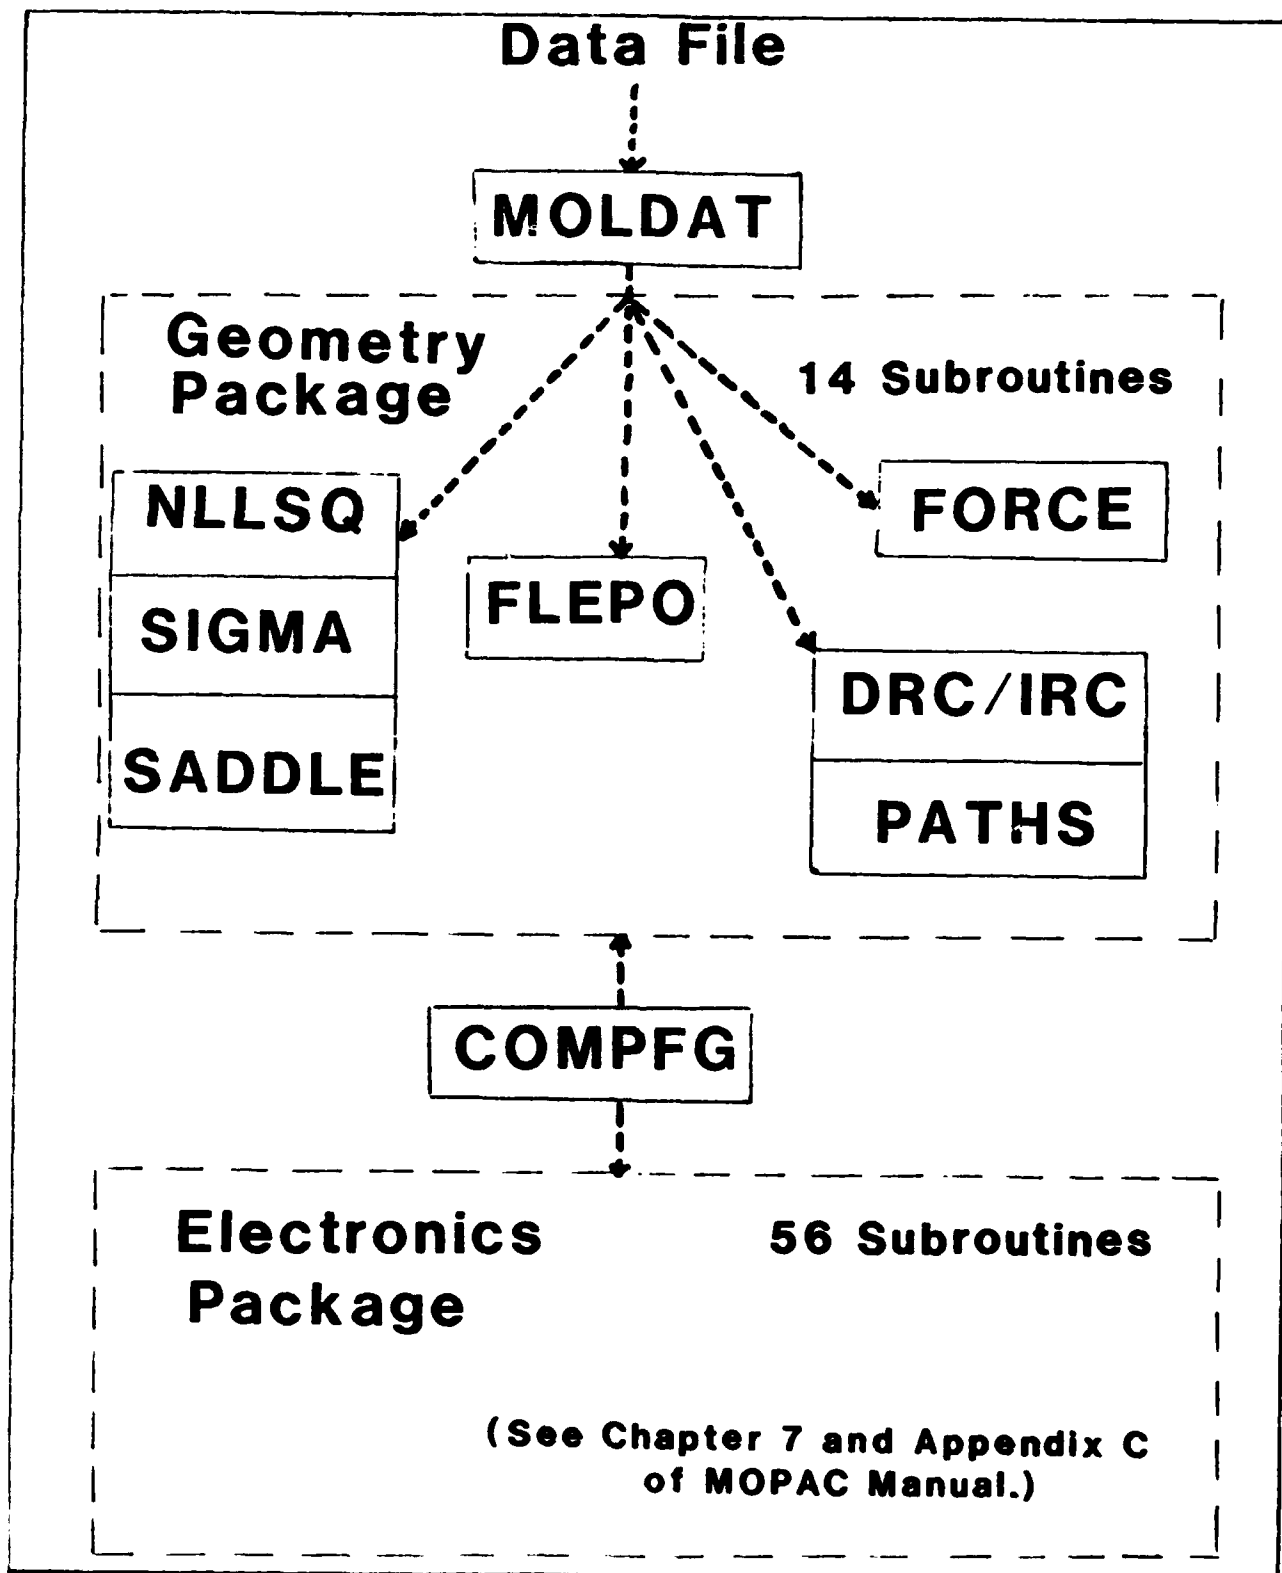 Data File
MOLDAT
Geometry
Package
14 Subroutines
NLLSQ
SIGMA
SADDLE
FLEPO
FORCE
DRC/IRC
PATHS
COMPFG
Electronics
Package
56 Subroutines
(See Chapter 7 and Appendix C
of MOPAC Manual.)